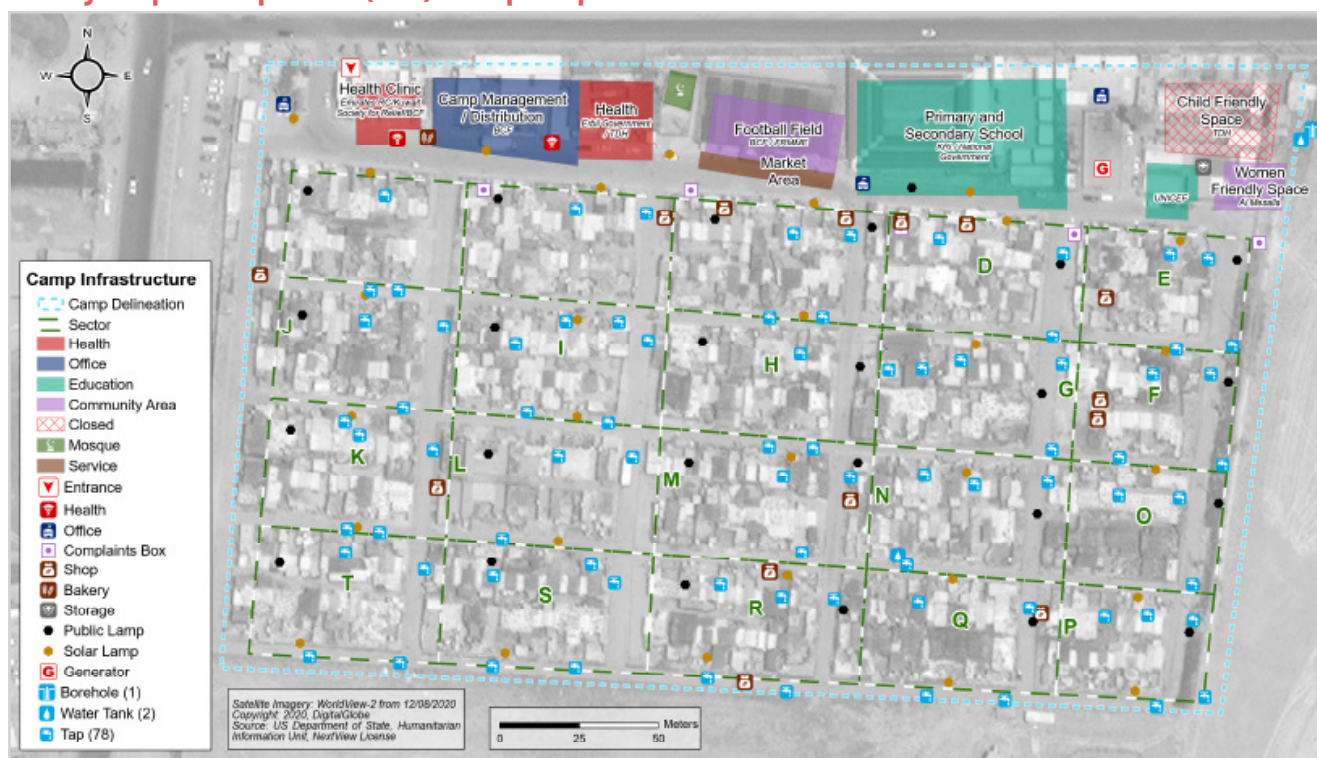 N
W
E
S
Health Clinic
Emirates RC/Kuwait
Society for Relief/BCF
Camp Management
/ Distribution
BCF
Health
Erbil Government
/ TDH
Football Field
Market
Area
Primary and
Secondary School
Government
Child Friendly
Space
TDH
UNICEF
Women
Friendly Space
Al Masalla
D
E
J
I
H
G
F
K
L
M
N
O
T
S
R
Q
P
Camp Infrastructure
Camp Delineation
Sector
Health
Office
Education
Community Area
Closed
Mosque
Service
Entrance
Health
Office
Complaints Box
Shop
Bakery
Storage
Public Lamp
Solar Lamp
G Generator
Borehole (1)
Water Tank (2)
Tap (78)
G
Satellite Imagery: WorldView-2 from 12/08/2020
Copyright: 2020, DigitalGlobe
Source: US Department of State, Humanitarian
Information Unit, NextView License
Meters
0 25 50